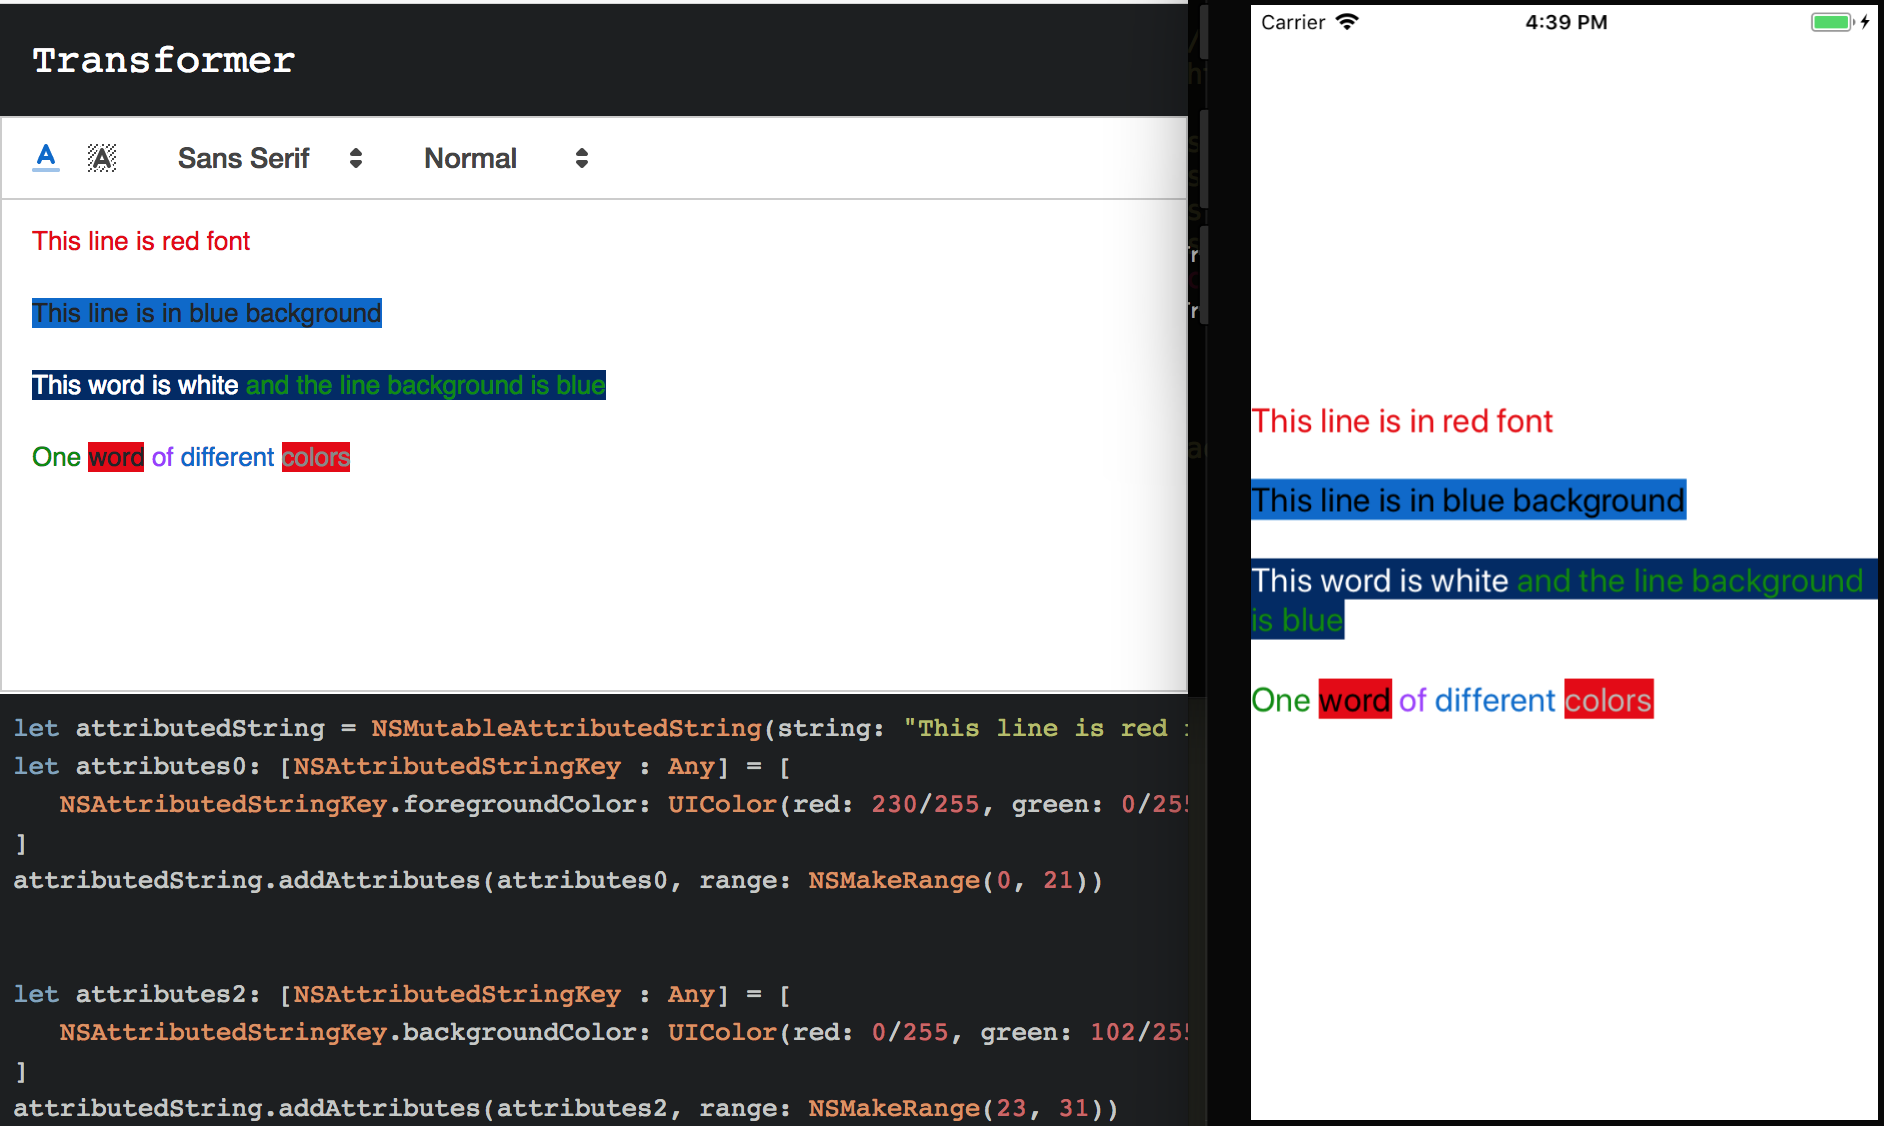 Transformer
A A Sans Serif Normal
This line is red font
This line is in blue background
This word is white and the line background is blue
One word of different colors
let attributedString = NSMutableAttributedString(string: "This line is red
let attributes0: [NSAttributedStringKey : Any] = [
NSAttributedStringKey.foregroundColor: UIColor(red: 230/255, green: 0/255
]
attributedString.addAttributes(attributes0, range: NSMakeRange(0, 21))
let attributes2: [NSAttributedStringKey : Any] = [
NSAttributedStringKey.backgroundColor: UIColor(red: 0/255, green: 102/255
]
attributedString.addAttributes(attributes2, range: NSMakeRange(23, 31))
Carrier 4:39 PM
This line is in red font
This line is in blue background
This word is white and the line background
is blue
One word of different colors